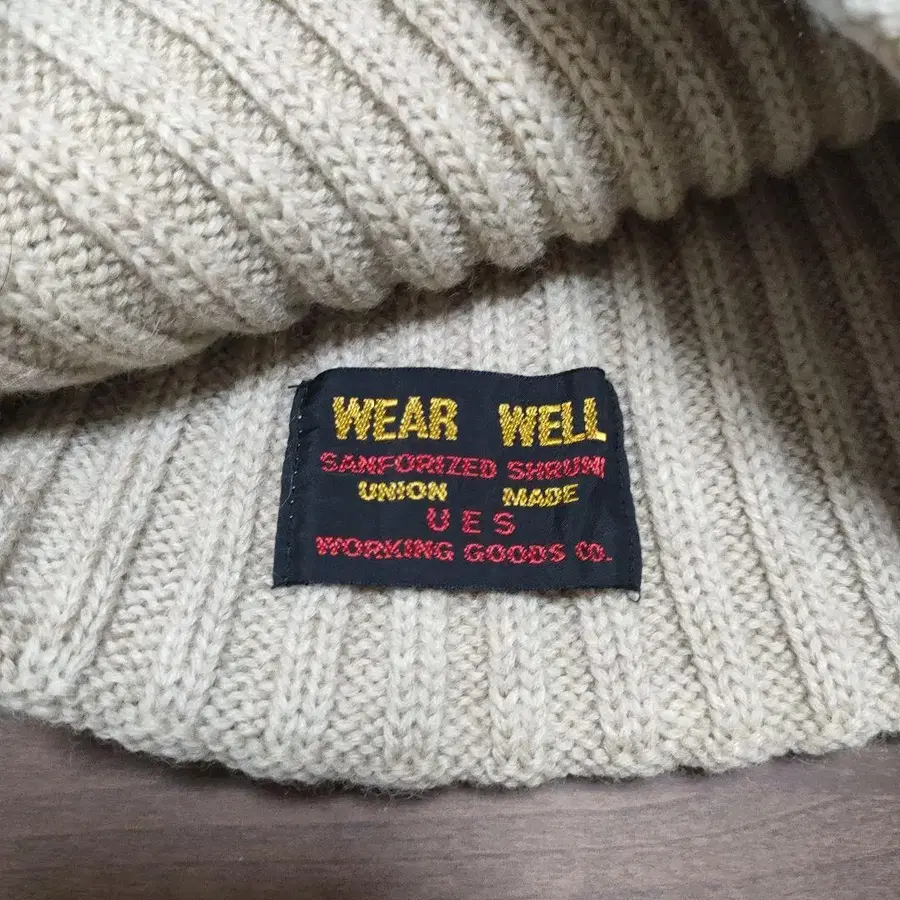 WEAR WELL
SANFORIZED SHRUNK
UNION MADE
UES
WORKING GOODS CO.